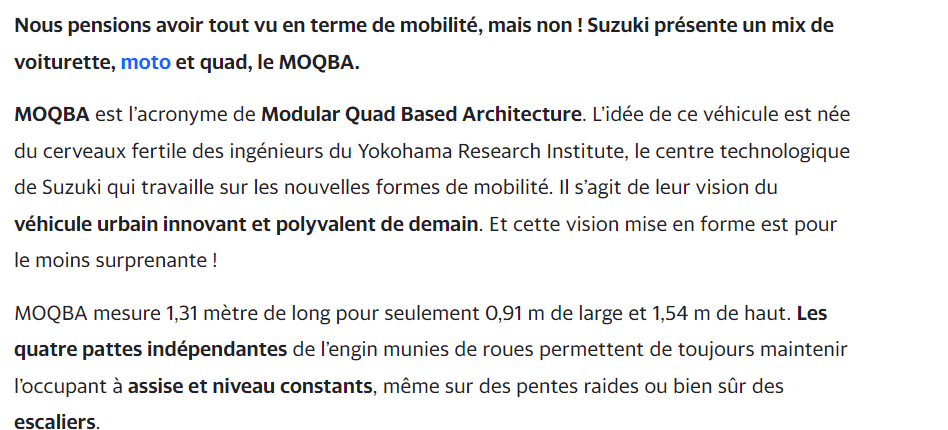 Nous pensions avoir tout vu en terme de mobilité, mais non ! Suzuki présente un mix de
voiturette, moto et quad, le MOQBA.
MOQBA est l’acronyme de Modular Quad Based Architecture. L’idée de ce véhicule est née
du cerveaux fertile des ingénieurs du Yokohama Research Institute, le centre technologique
de Suzuki qui travaille sur les nouvelles formes de mobilité. Il s’agit de leur vision du
véhicule urbain innovant et polyvalent de demain. Et cette vision mise en forme est pour
le moins surprenante !
MOQBA mesure 1,31 mètre de long pour seulement 0,91 m de large et 1,54 m de haut. Les
quatre pattes indépendantes de l’engin munies de roues permettent de toujours maintenir
l’occupant à assise et niveau constants, même sur des pentes raides ou bien sûr des
escaliers.